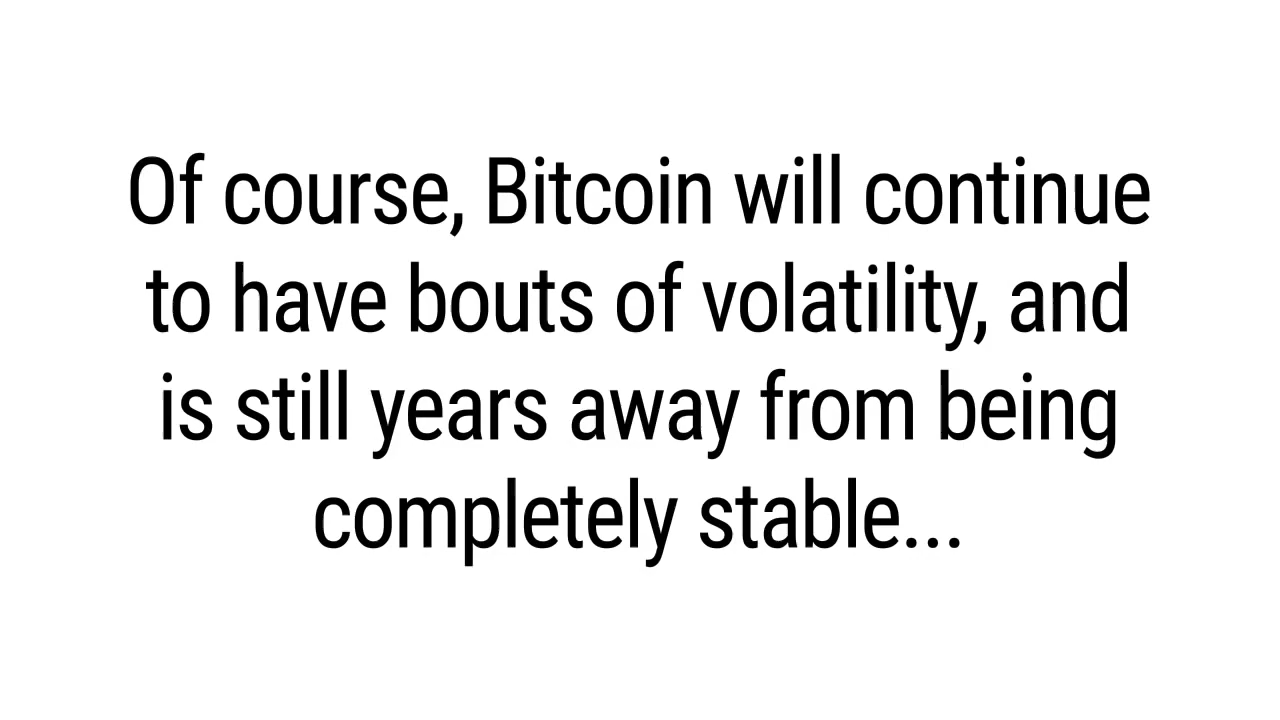 Of course, Bitcoin will continue
to have bouts of volatility, and
is still years away from being
completely stable...